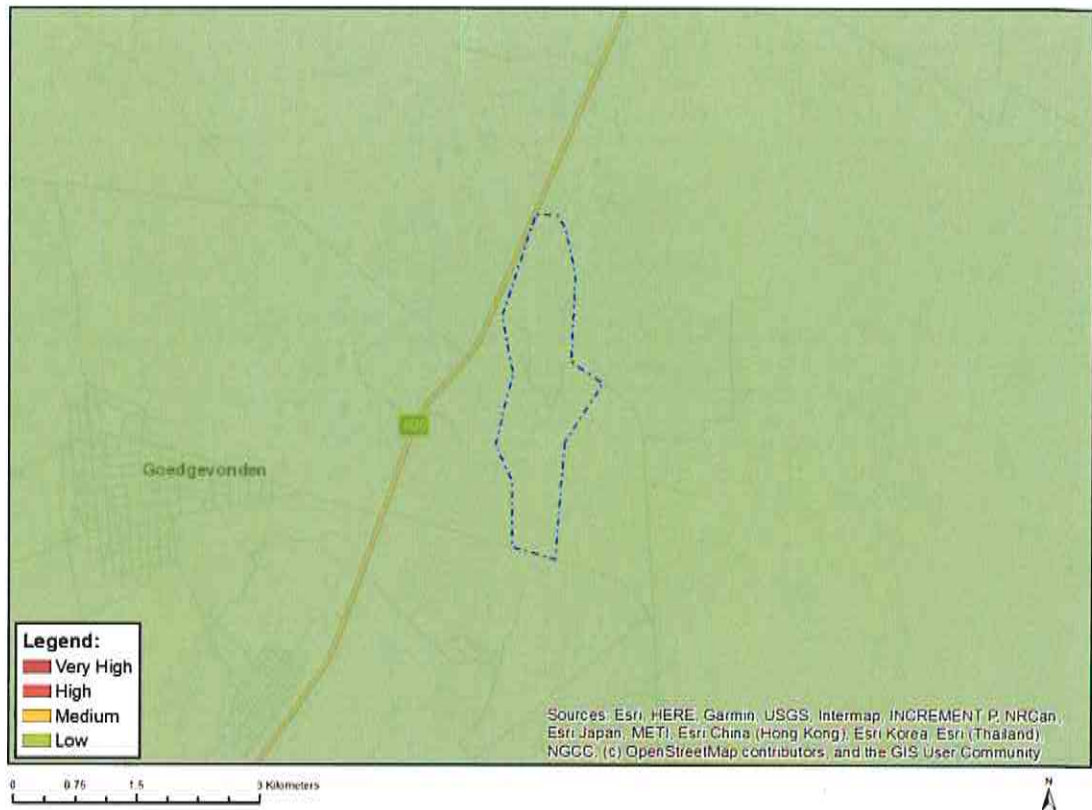 Goedgevonden
Legend:
Very High
High
Medium
Low
Sources: Esri, HERE, Garmin, USGS, Intermap, INCREMENT P, NRCan,
Esri Japan, METI, Esri China (Hong Kong), Esri Korea, Esri (Thailand),
NGCC, (c) OpenStreetMap contributors, and the GIS User Community
0 0.75 1.5 3 Kilometers
N